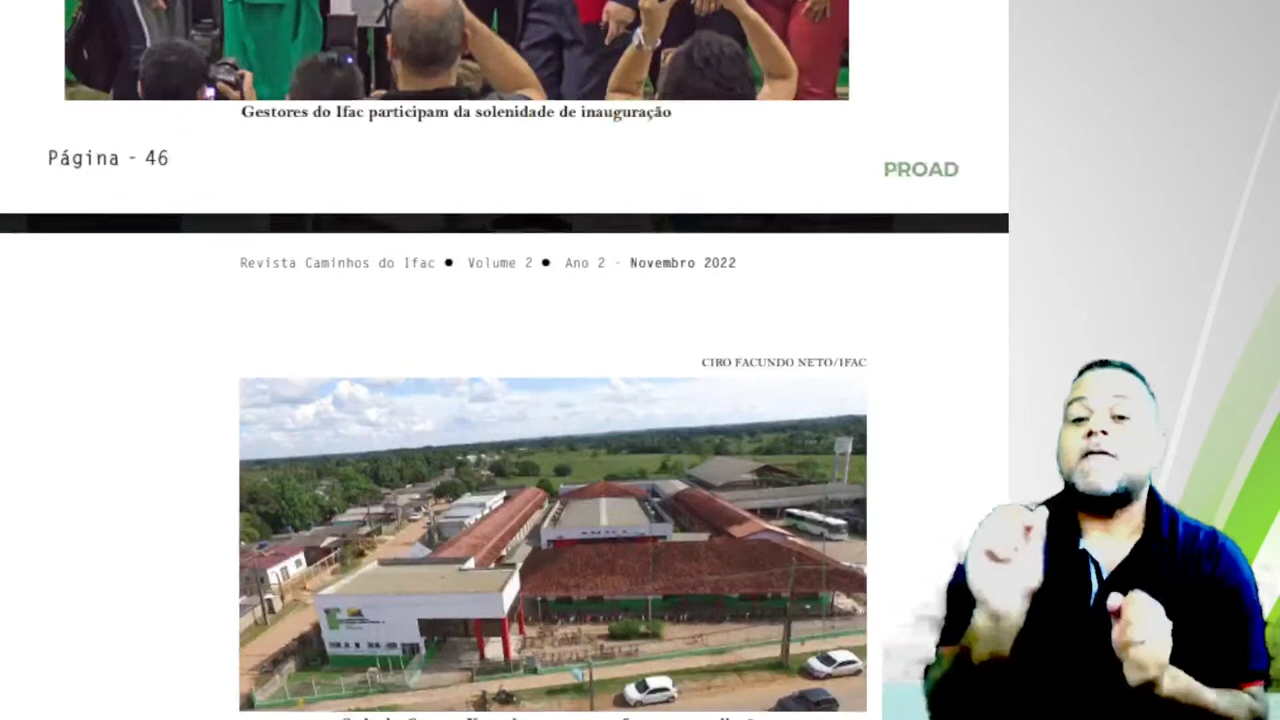 Gestores do Ifac participam da solenidade de inauguração
Página - 46
PROAD
Revista Caminhos do Ifac ● Volume 2 ● Ano 2 - Novembro 2022
CIRO FACUNDO NETO/IFAC